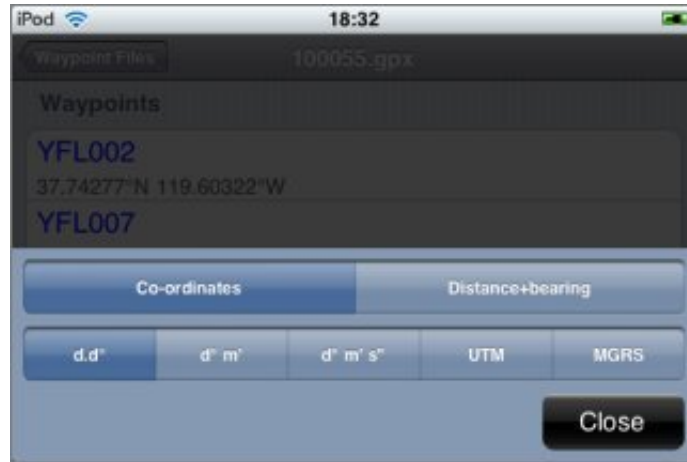 iPod 18:32
Waypoint Files 100055.gpx
Waypoints
YFL002
37.74277°N 119.60322°W
YFL007
Co-ordinates Distance+bearing
d.d° d° m' d° m' s" UTM MGRS
Close